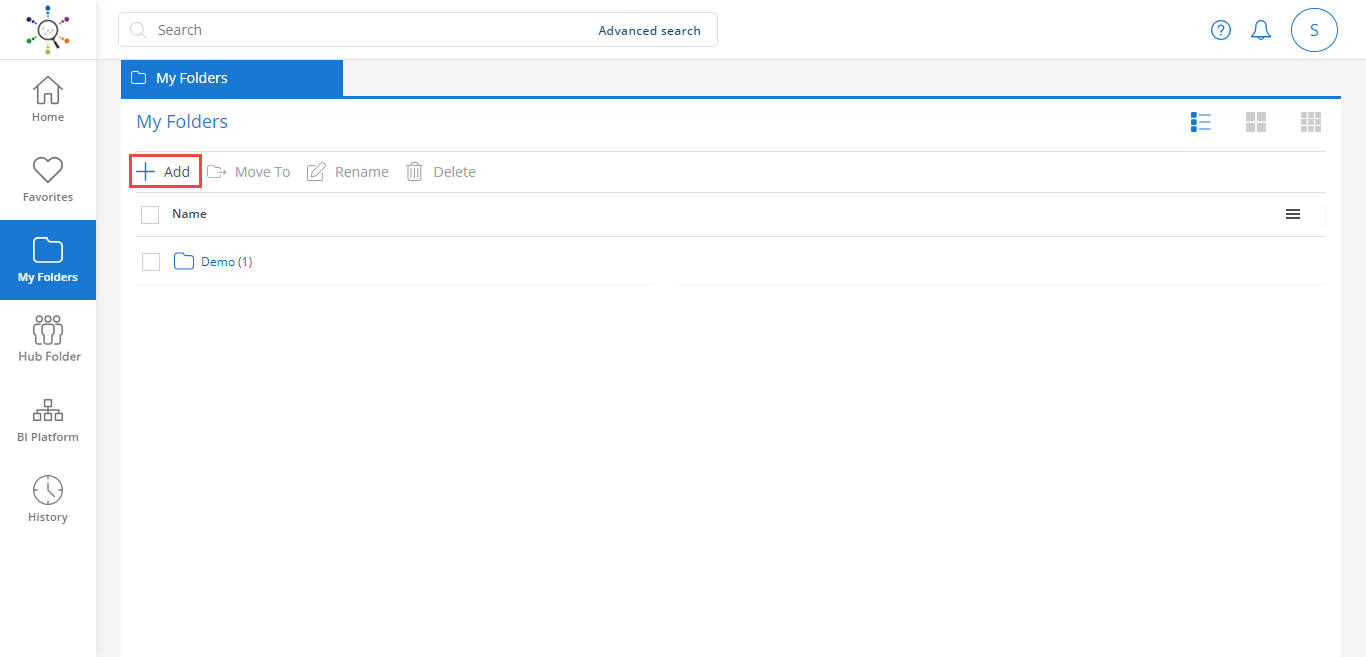 Search
Advanced search
?
S
Home
Favorites
My Folders
Hub Folder
BI Platform
History
My Folders
My Folders
Add Move To Rename Delete
Name
Demo (1)